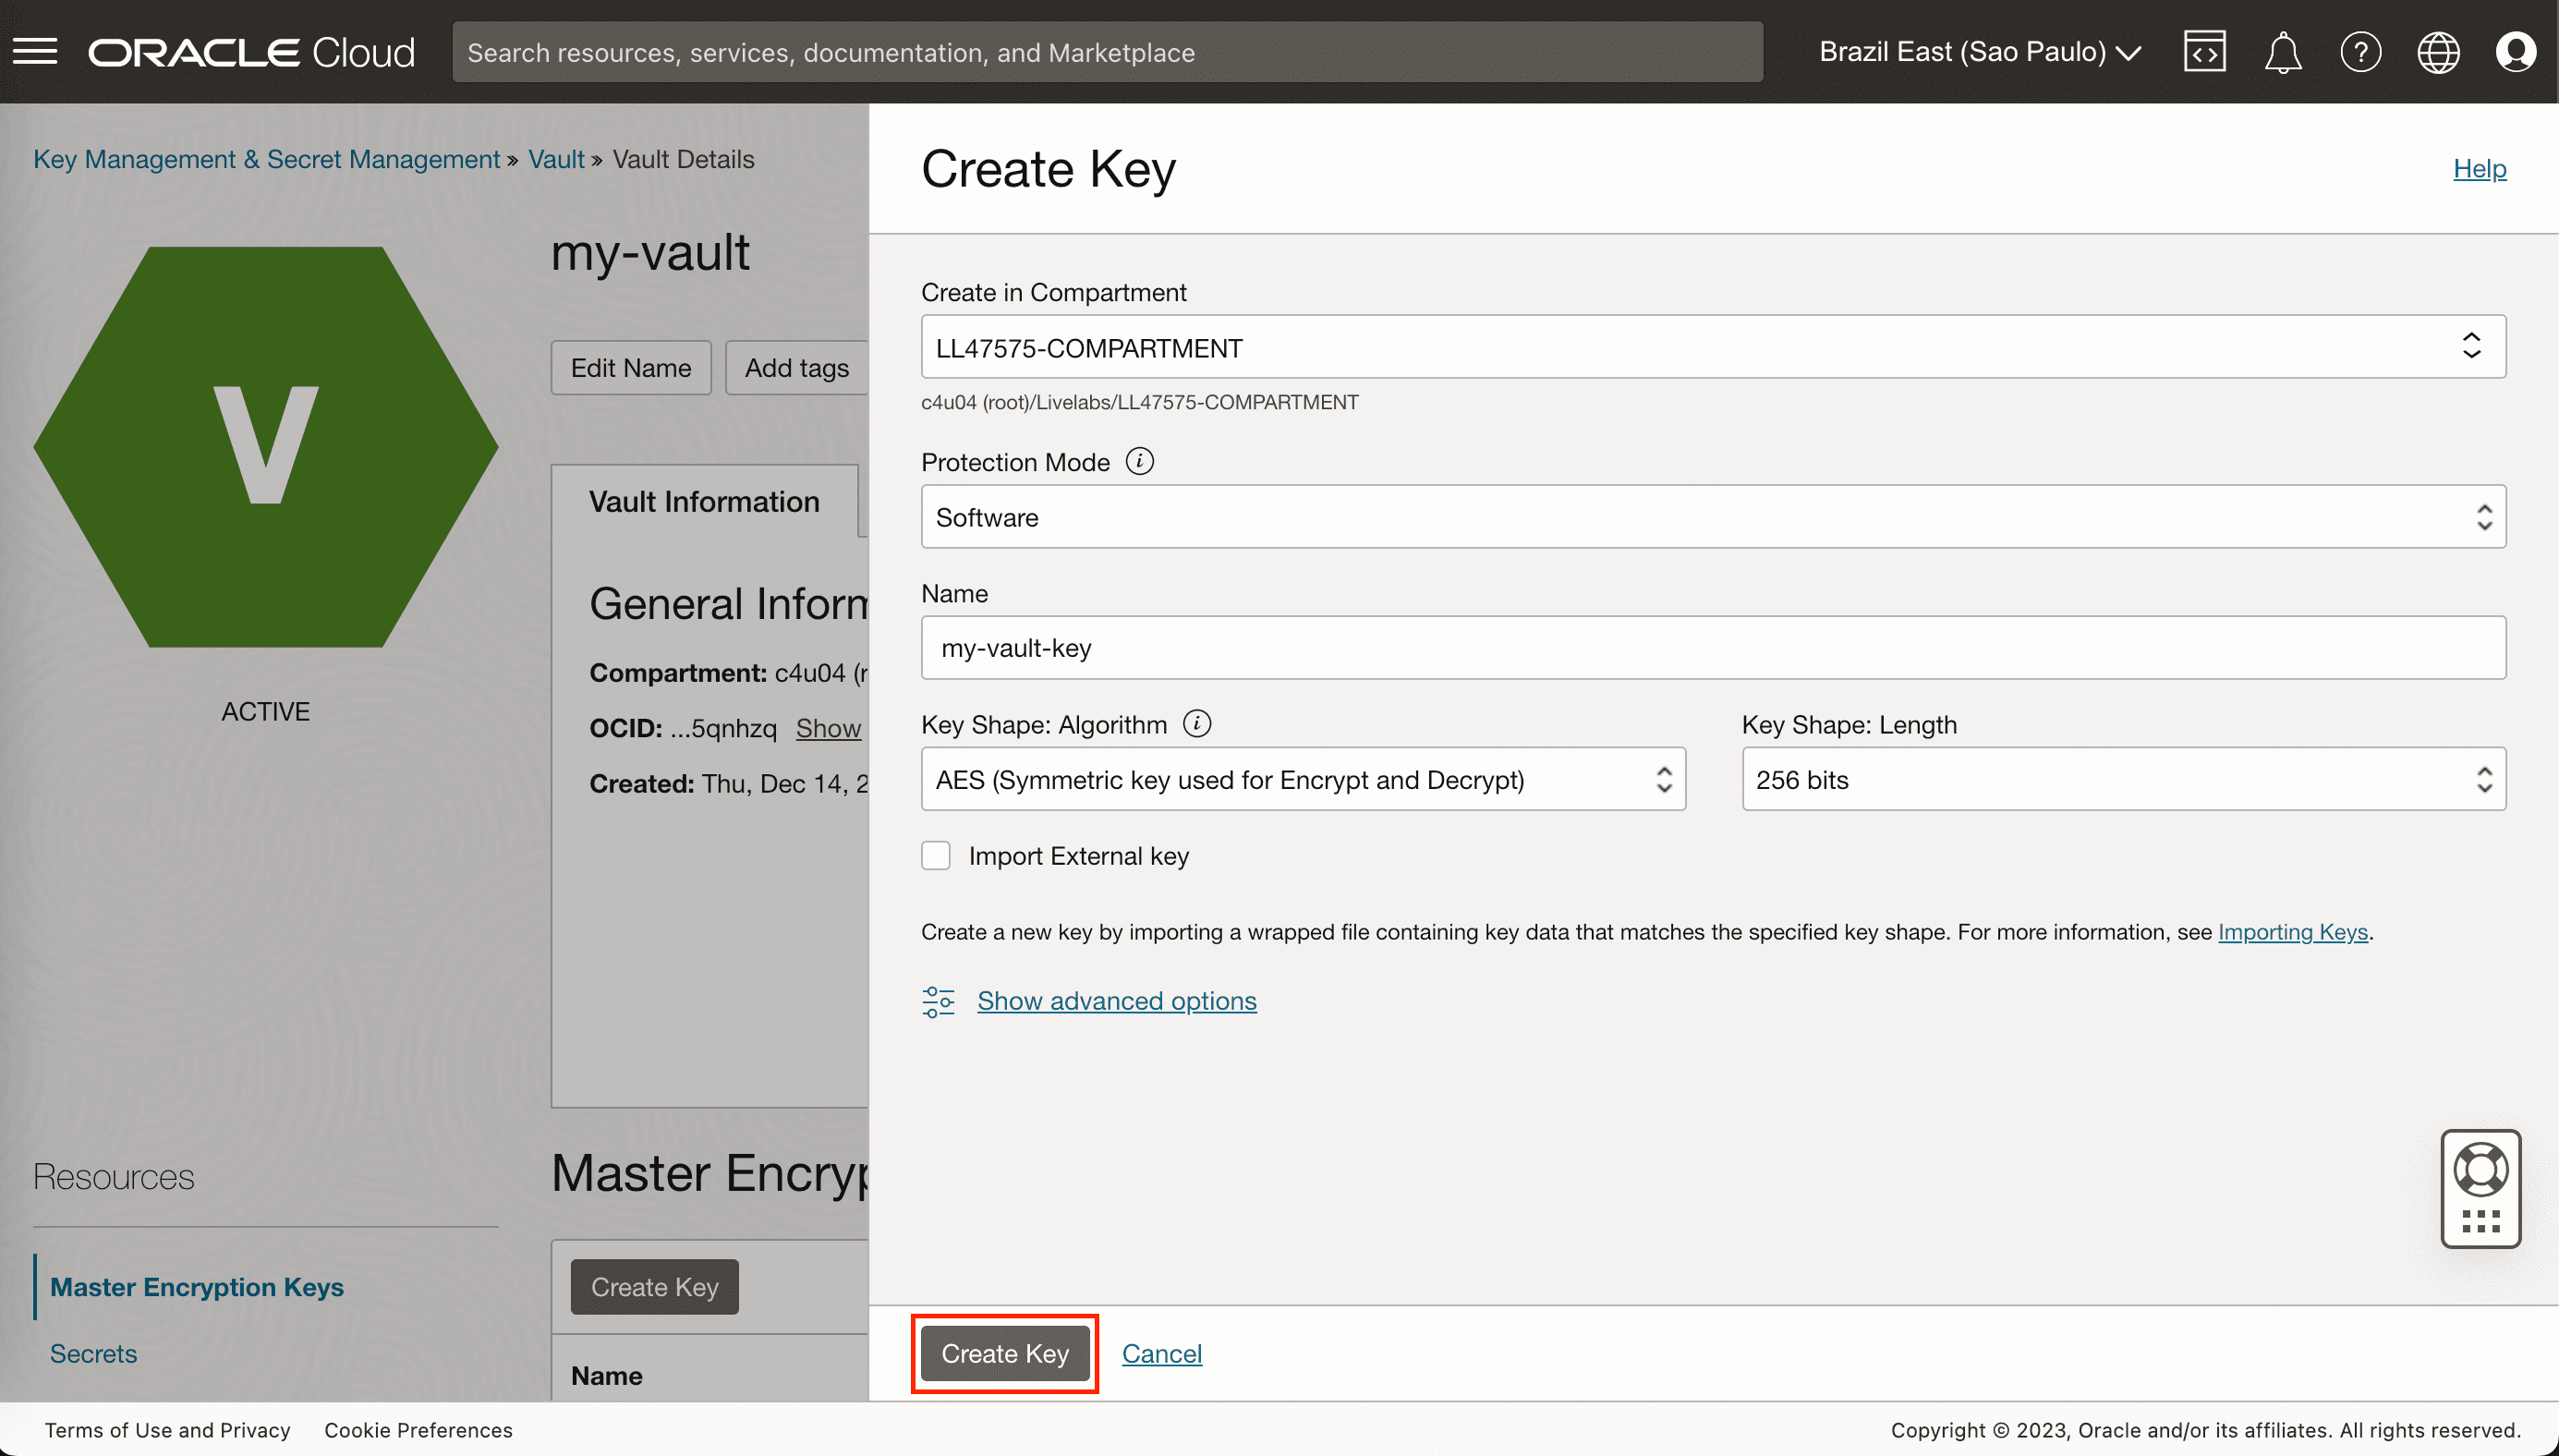 ORACLE Cloud
Search resources, services, documentation, and Marketplace
Brazil East (Sao Paulo)
Key Management & Secret Management » Vault » Vault Details
V
ACTIVE
my-vault
Edit Name
Add tags
Vault Information
General Inform
Compartment: c4u04 (r
OCID: ...5qnhzq Show
Created: Thu, Dec 14, 2
Resources
Master Encryption Keys
Secrets
Master Encryp
Create Key
Name
Create Key
Help
Create in Compartment
LL47575-COMPARTMENT
c4u04 (root)/Livelabs/LL47575-COMPARTMENT
Protection Mode
Software
Name
my-vault-key
Key Shape: Algorithm
Key Shape: Length
AES (Symmetric key used for Encrypt and Decrypt)
256 bits
Import External key
Create a new key by importing a wrapped file containing key data that matches the specified key shape. For more information, see Importing Keys.
Show advanced options
Create Key
Cancel
Terms of Use and Privacy
Cookie Preferences
Copyright © 2023, Oracle and/or its affiliates. All rights reserved.